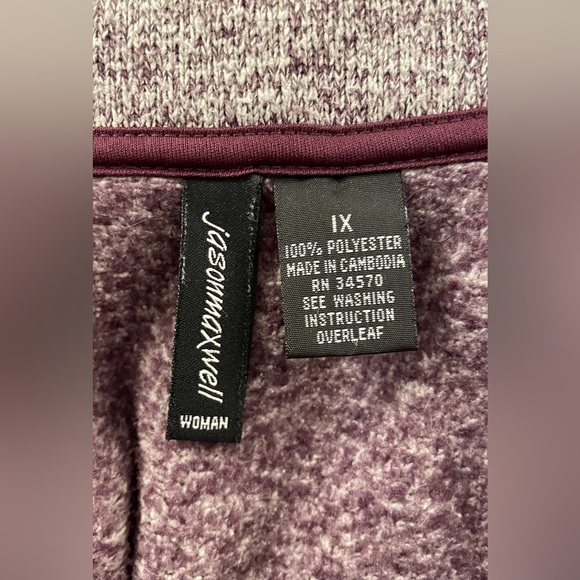 jasonmaxwell
WOMAN
1X
100% POLYESTER
MADE IN CAMBODIA
RN 34570
SEE WASHING
INSTRUCTION
OVERLEAF